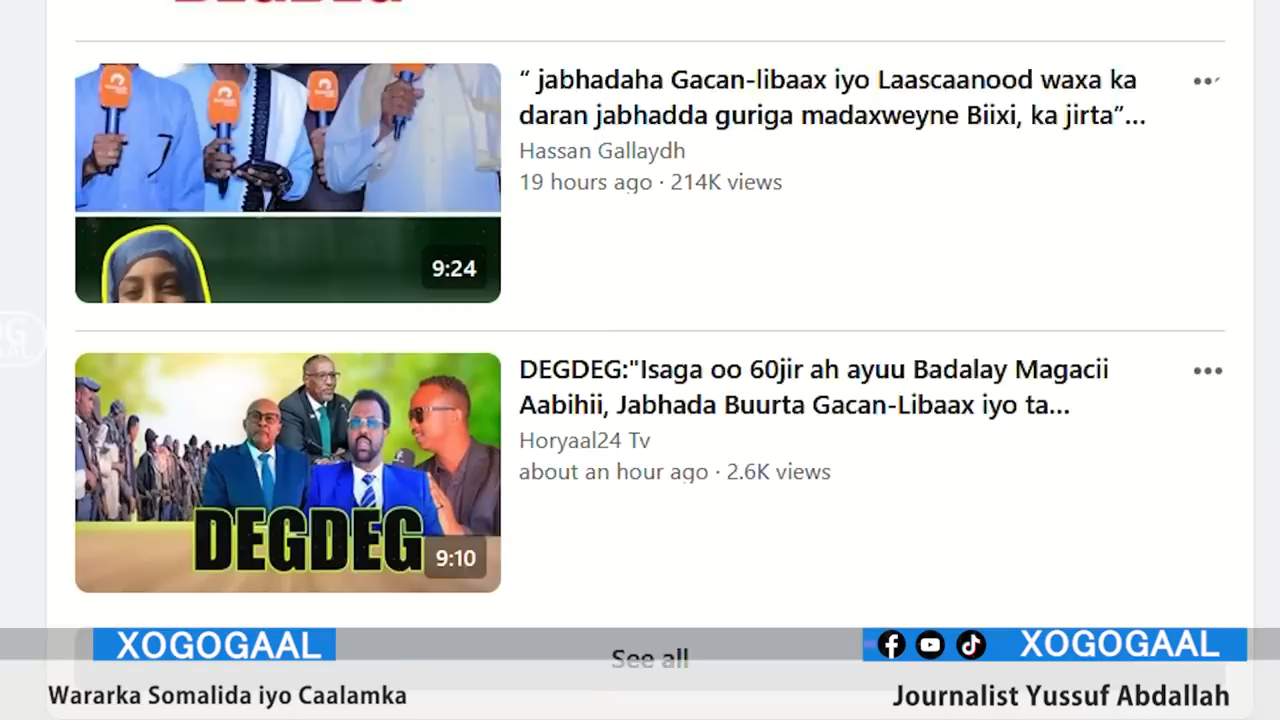 “ jabhadaha Gacan-libaax iyo Laascaanood waxa ka
daran jabhadda guriga madaxweyne Biixi, ka jirta”...
Hassan Gallaydh
19 hours ago · 214K views
9:24
DEGDEG:"Isaga oo 60jir ah ayuu Badalay Magacii
Aabihii, Jabhada Buurta Gacan-Libaax iyo ta...
Horyaal24 Tv
about an hour ago · 2.6K views
DEGDEG
9:10
See all
XOGOGAAL
XOGOGAAL
Wararka Somalida iyo Caalamka
Journalist Yussuf Abdallah